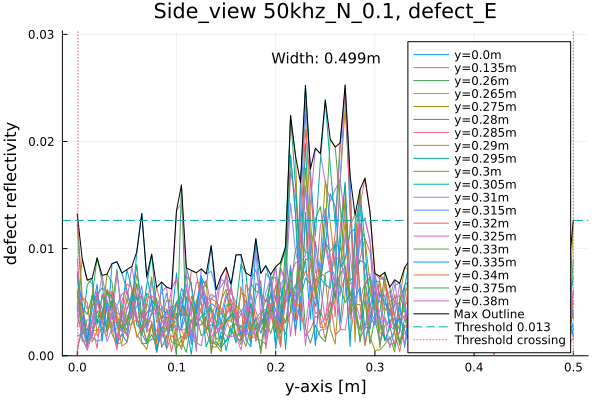 Side_view 50khz_N_0.1, defect_E
0.03
Width: 0.499m
y=0.0m
y=0.135m
y=0.26m
y=0.265m
y=0.275m
y=0.28m
y=0.285m
y=0.29m
y=0.295m
y=0.3m
y=0.305m
y=0.31m
y=0.315m
y=0.32m
y=0.325m
y=0.33m
y=0.335m
y=0.34m
y=0.375m
y=0.38m
Max Outline
Threshold 0.013
Threshold crossing
0.02
defect reflectivity
0.01
0.00
0.0
0.1
0.2
0.3
0.4
0.5
y-axis [m]